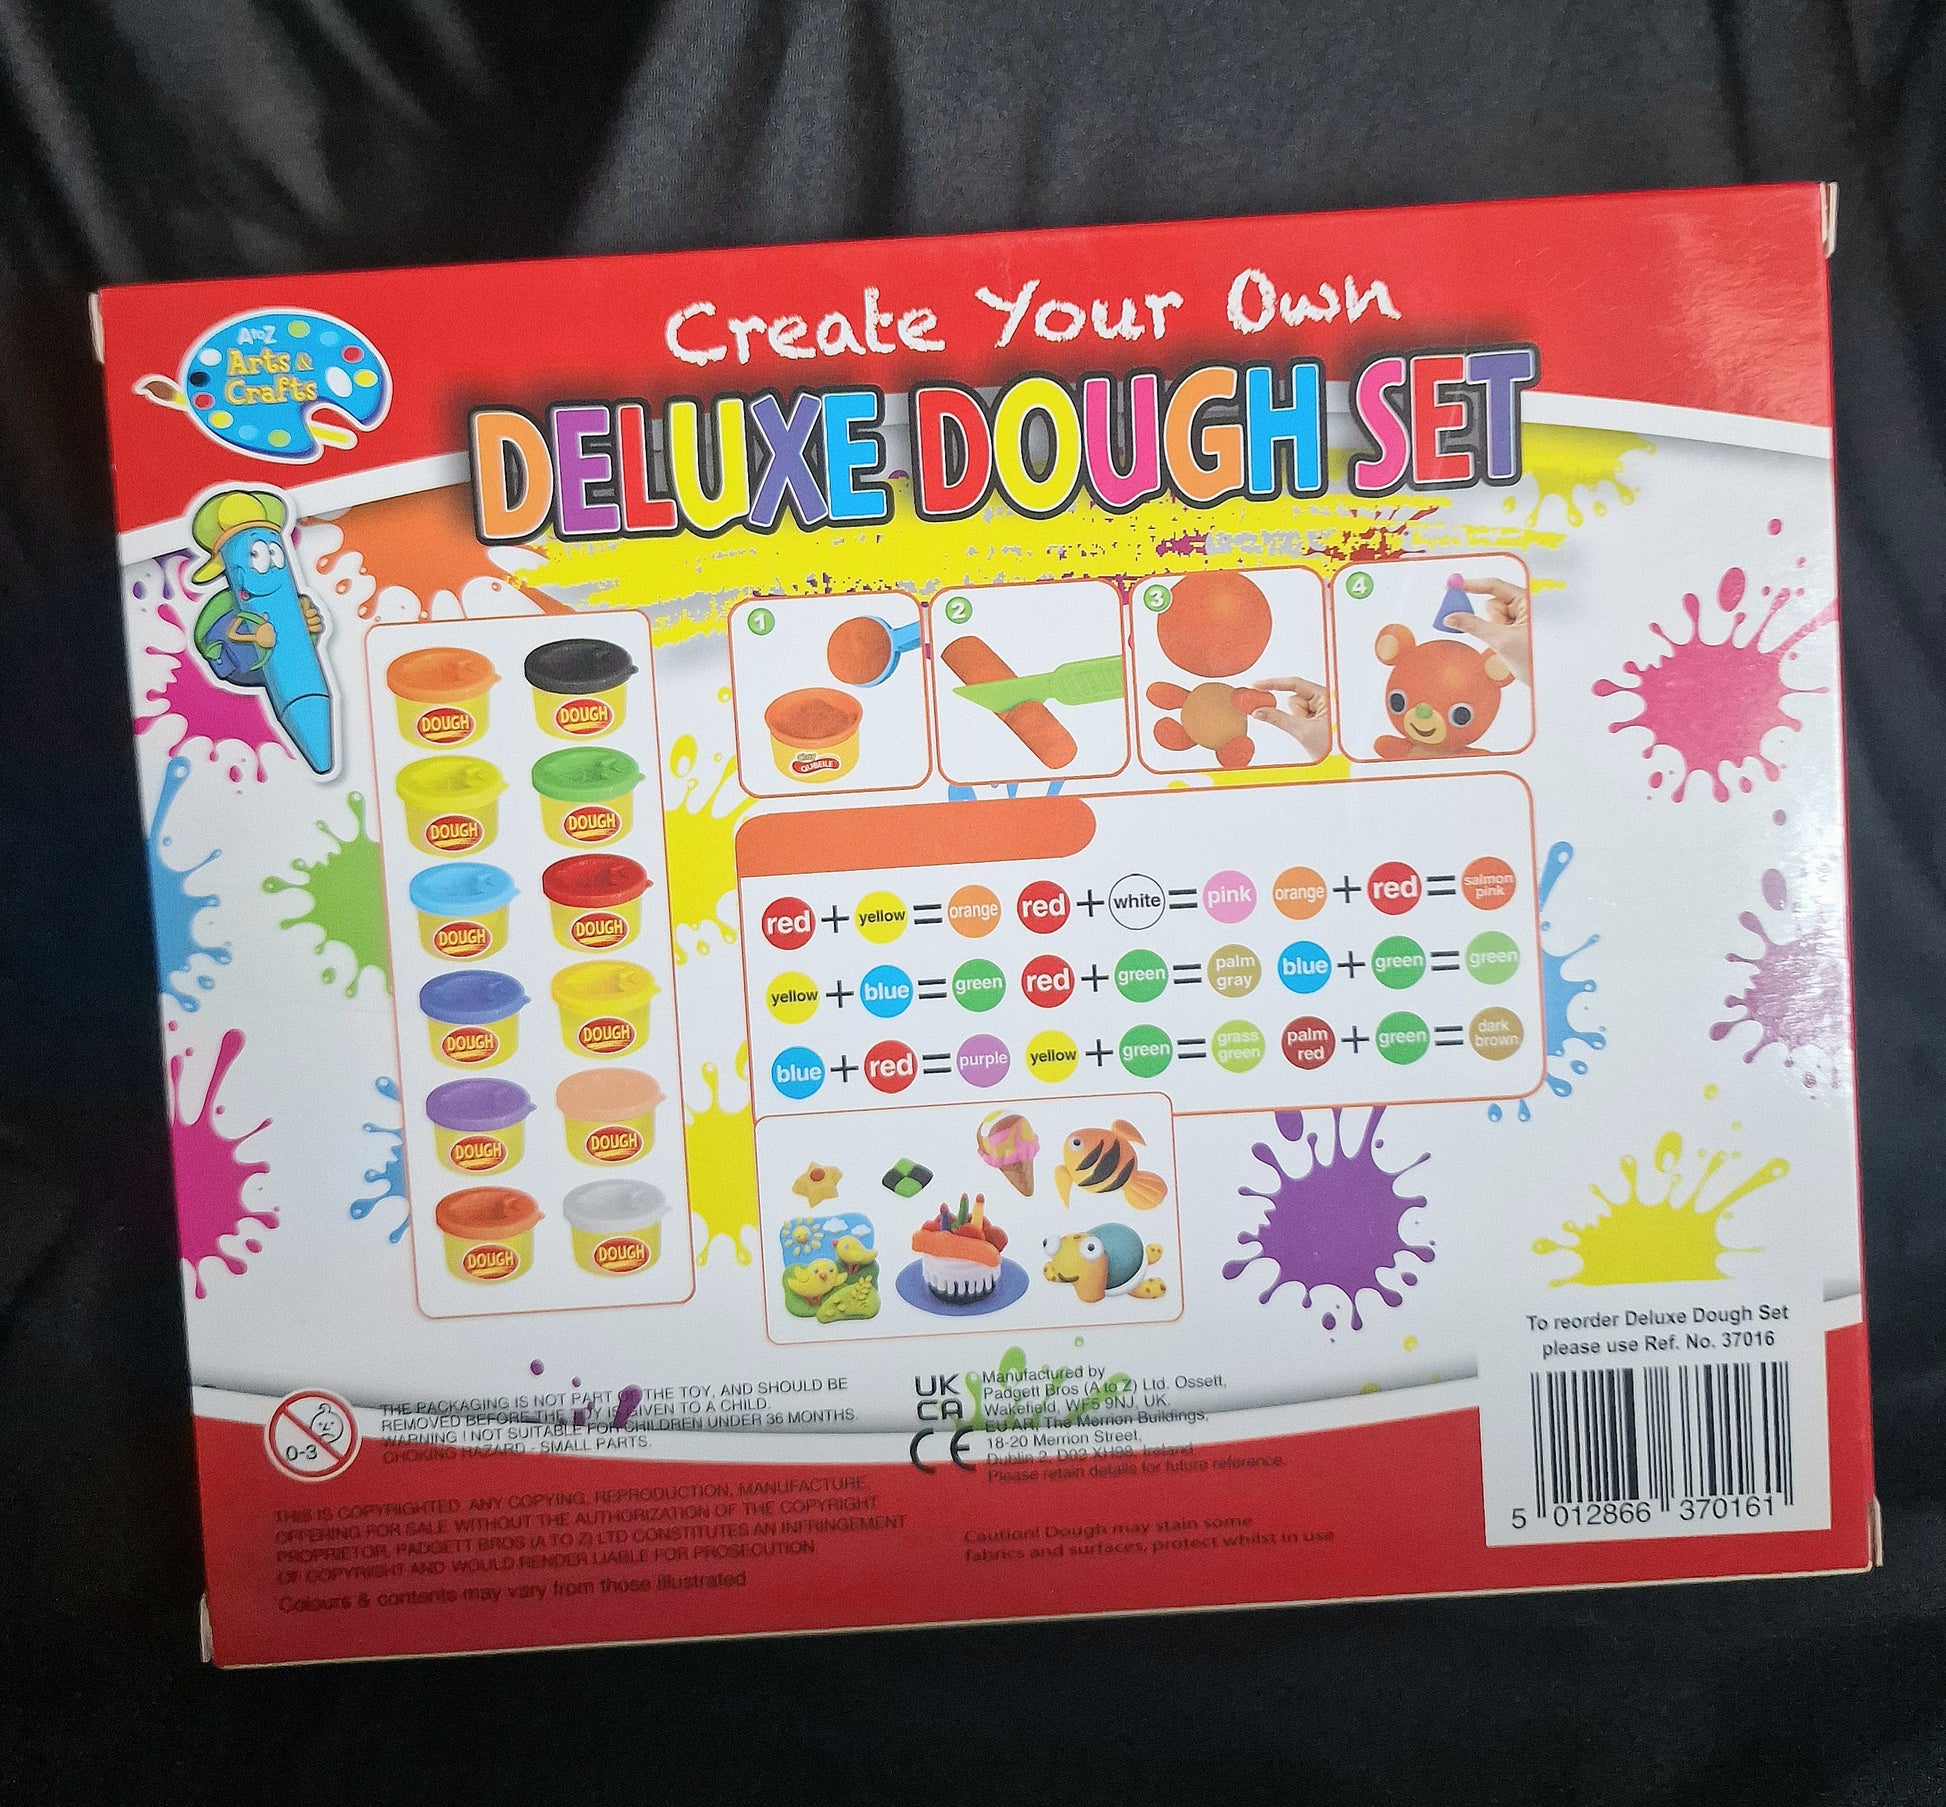 A to Z
Arts &
Crafts
Create Your Own
DELUXE DOUGH SET
DOUGH
DOUGH
DOUGH
DOUGH
DOUGH
DOUGH
DOUGH
DOUGH
DOUGH
DOUGH
DOUGH
DOUGH
1
2
3
4
QUBEILE
red + yellow = orange
red + white = pink
orange + red = salmon pink
yellow + blue = green
red + green = palm gray
blue + green = green
blue + red = purple
yellow + green = grass green
palm red + green = dark brown
0-3
THE PACKAGING IS NOT PART OF THE TOY, AND SHOULD BE
REMOVED BEFORE THE TOY IS GIVEN TO A CHILD.
WARNING ! NOT SUITABLE FOR CHILDREN UNDER 36 MONTHS.
CHOKING HAZARD - SMALL PARTS.
THIS IS COPYRIGHTED. ANY COPYING, REPRODUCTION, MANUFACTURE,
OFFERING FOR SALE WITHOUT THE AUTHORIZATION OF THE COPYRIGHT
PROPRIETOR, PADGETT BROS (A TO Z) LTD CONSTITUTES AN INFRINGEMENT
OF COPYRIGHT AND WOULD RENDER LIABLE FOR PROSECUTION.
Colours & contents may vary from those illustrated
UK
CA
CE
Manufactured by
Padgett Bros (A to Z) Ltd. Ossett,
Wakefield, WF5 9NJ, UK.
EU AR, The Merrion Buildings,
18-20 Merrion Street,
Dublin 2, D02 XH98, Ireland
Please retain details for future reference.
Caution! Dough may stain some
fabrics and surfaces, protect whilst in use
To reorder Deluxe Dough Set
please use Ref. No. 37016
5 012866 370161